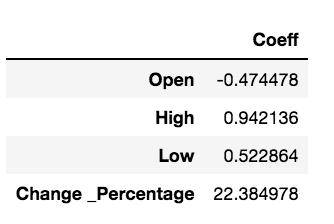 Coeff
Open -0.474478
High 0.942136
Low 0.522864
Change _Percentage 22.384978